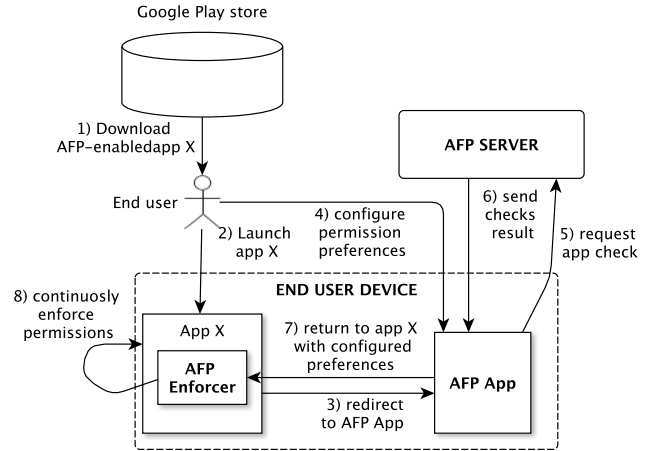 Google Play store
1) Download
AFP-enabledapp X
End user
AFP SERVER
2) Launch
app X
4) configure
permission
preferences
6) send
checks
result
5) request
app check
END USER DEVICE
8) continuosly
enforce
permissions
App X
AFP
Enforcer
7) return to app X
with configured
preferences
3) redirect
to AFP App
AFP App